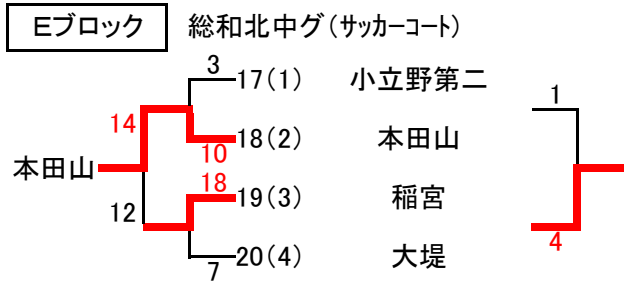 Eブロック 総和北中グ(サッカーコート)
3 17(1) 小立野第二 1
14
10 18(2) 本田山
本田山
18 19(3) 稲宮
12
4
7 20(4) 大堤